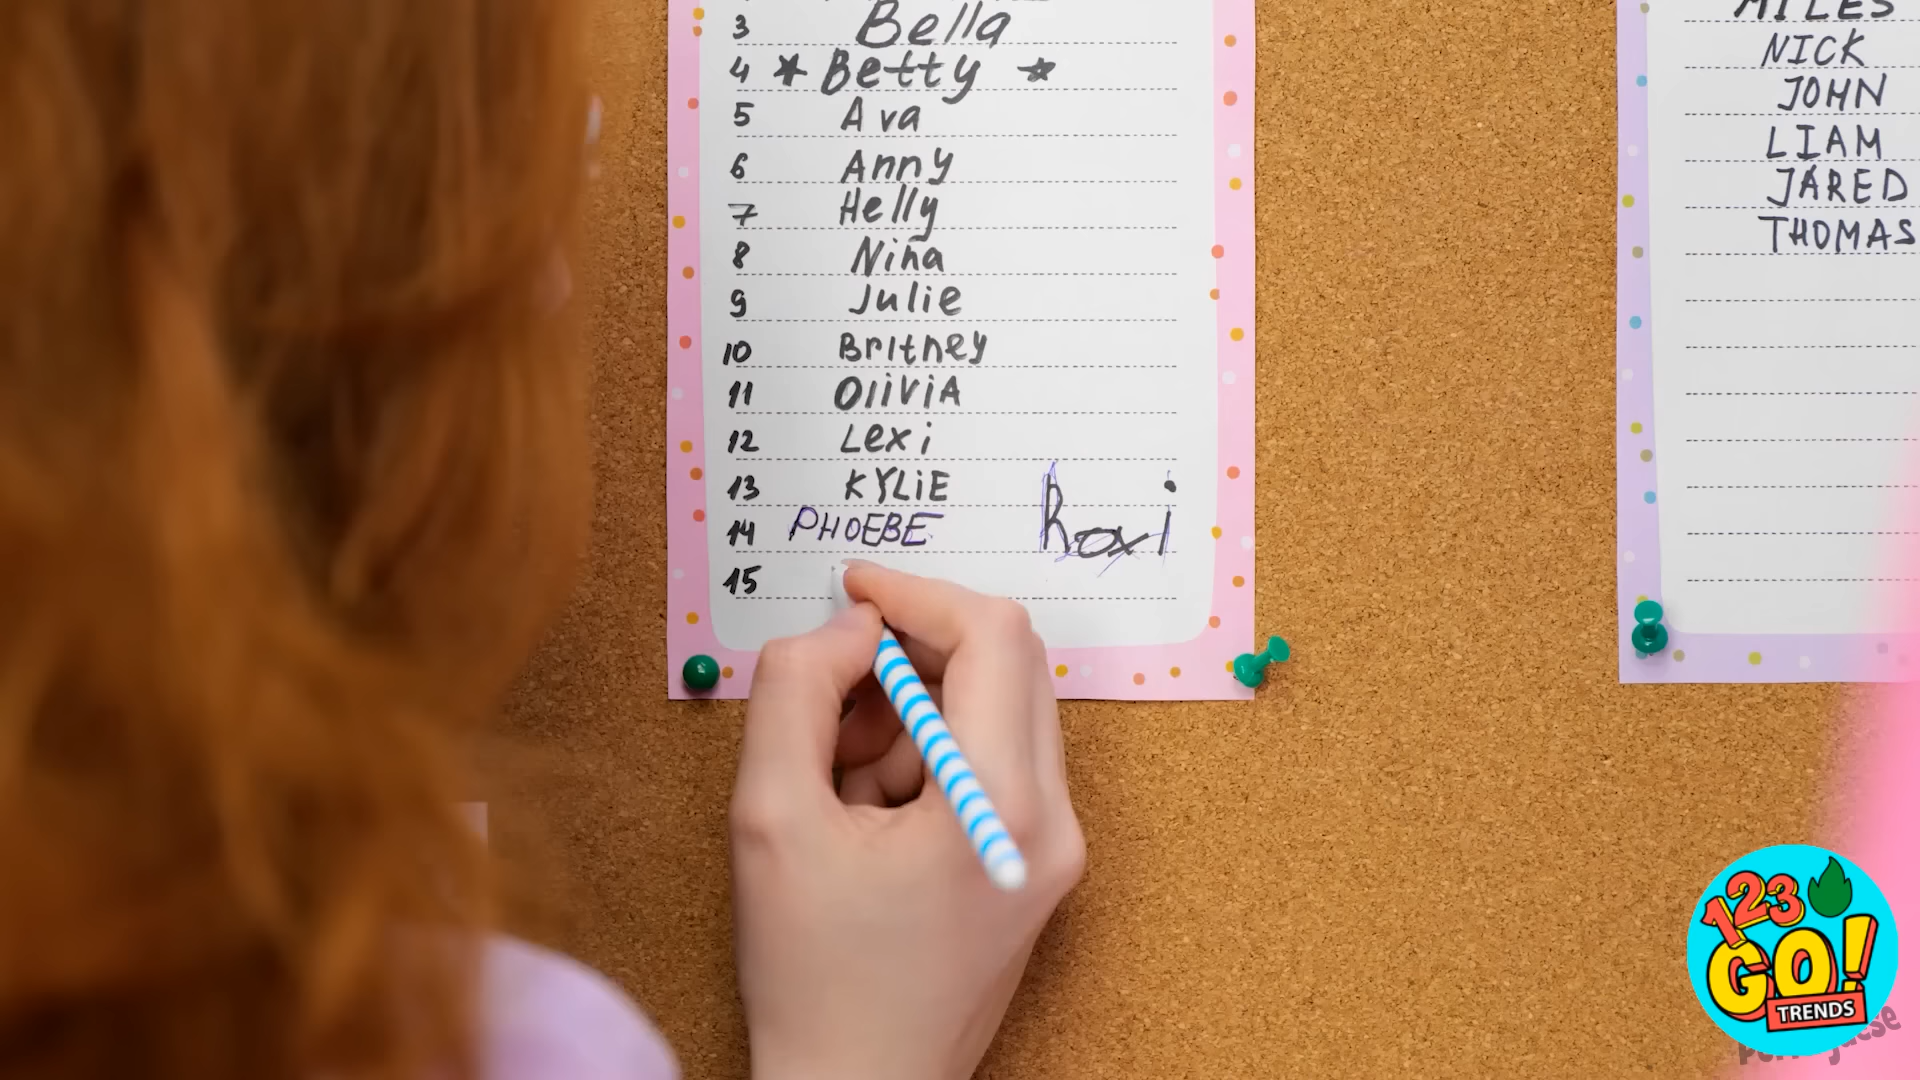 3 Bella
4 * Betty *
5 Ava
6 Anny
7 Helly
8 Nina
9 Julie
10 Britney
11 OliviA
12 Lexi
13 KYLiE
14 PHOEBE
Roxi
15
MILES
NICK
JOHN
LIAM
JARED
THOMAS
123
GO!
TRENDS